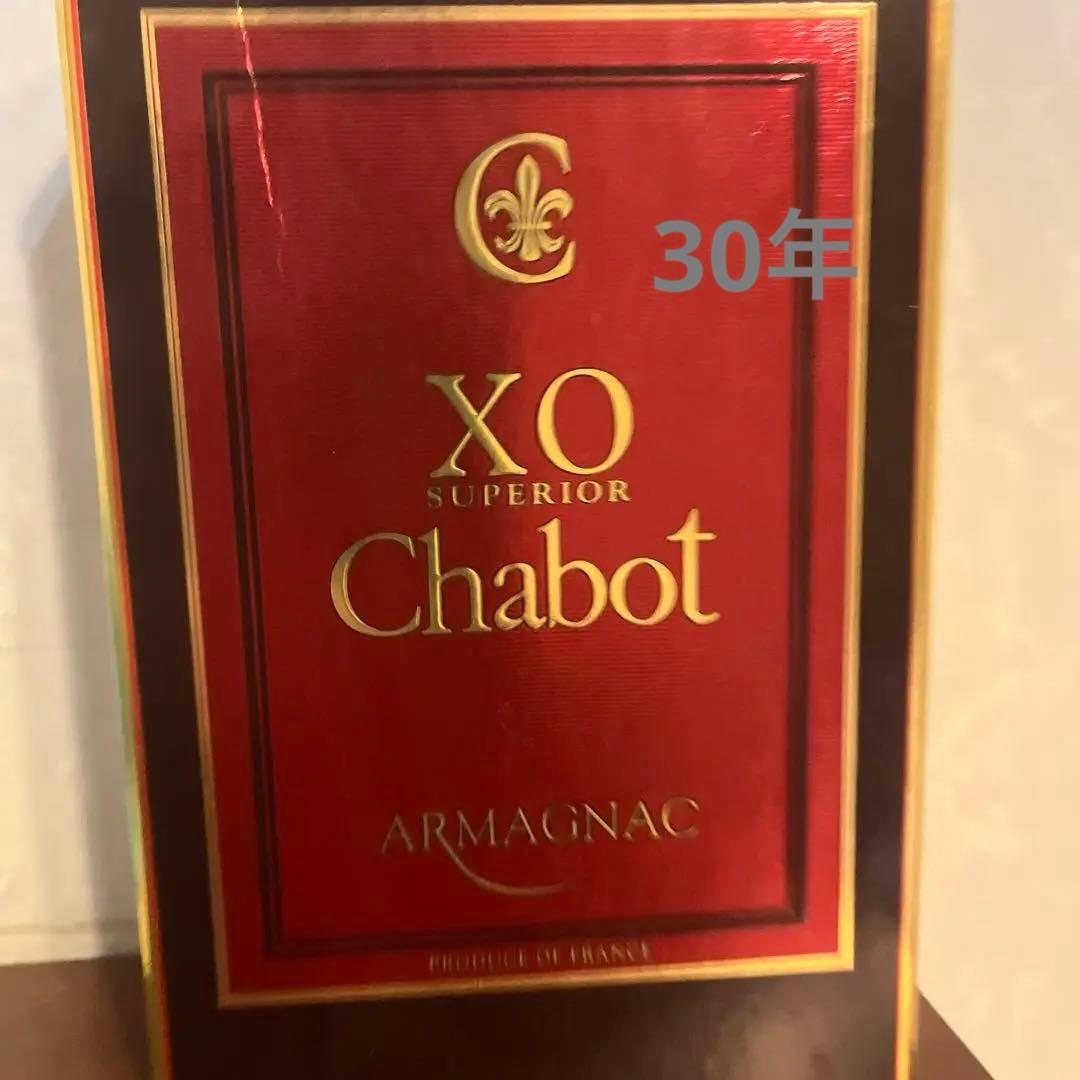 C
30年
XO
SUPERIOR
Chabot
ARMAGNAC
PRODUCE OF FRANCE